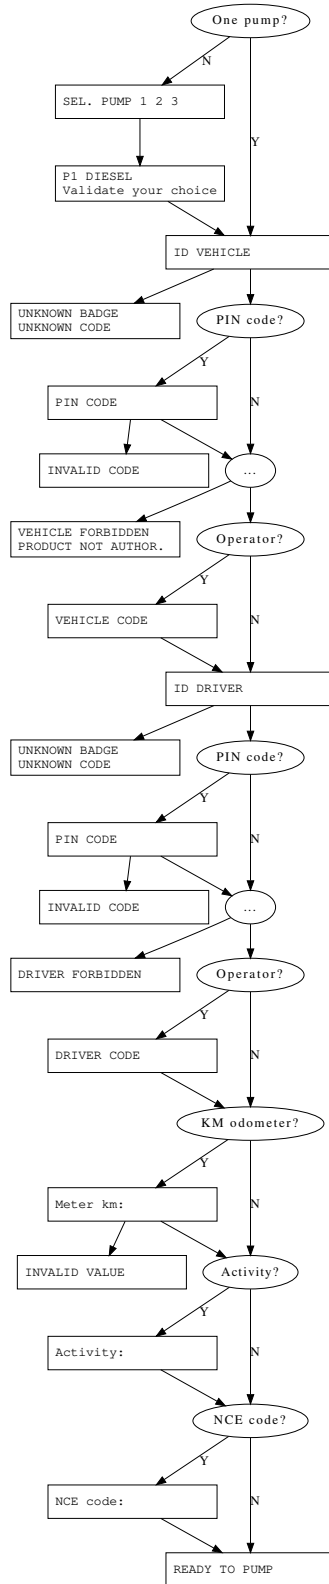 One pump?
N
SEL. PUMP 1 2 3
Y
P1 DIESEL
Validate your choice
ID VEHICLE
UNKNOWN BADGE
UNKNOWN CODE
PIN code?
Y
PIN CODE
N
INVALID CODE
...
VEHICLE FORBIDDEN
PRODUCT NOT AUTHOR.
Operator?
Y
VEHICLE CODE
N
ID DRIVER
UNKNOWN BADGE
UNKNOWN CODE
PIN code?
Y
PIN CODE
N
INVALID CODE
...
DRIVER FORBIDDEN
Operator?
Y
DRIVER CODE
N
KM odometer?
Y
Meter km:
N
INVALID VALUE
Activity?
Y
Activity:
N
NCE code?
Y
NCE code:
N
READY TO PUMP